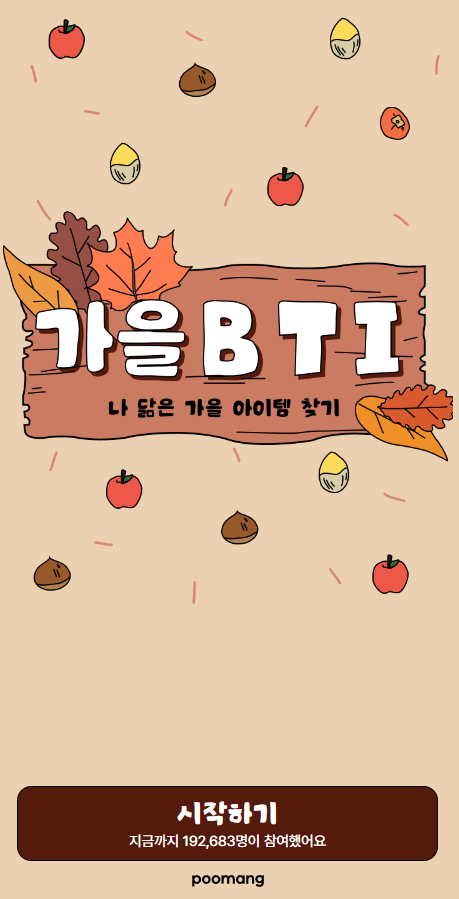 가을BTI
나 닮은 가을 아이템 찾기
시작하기
지금까지 192,683명이 참여했어요
poomang